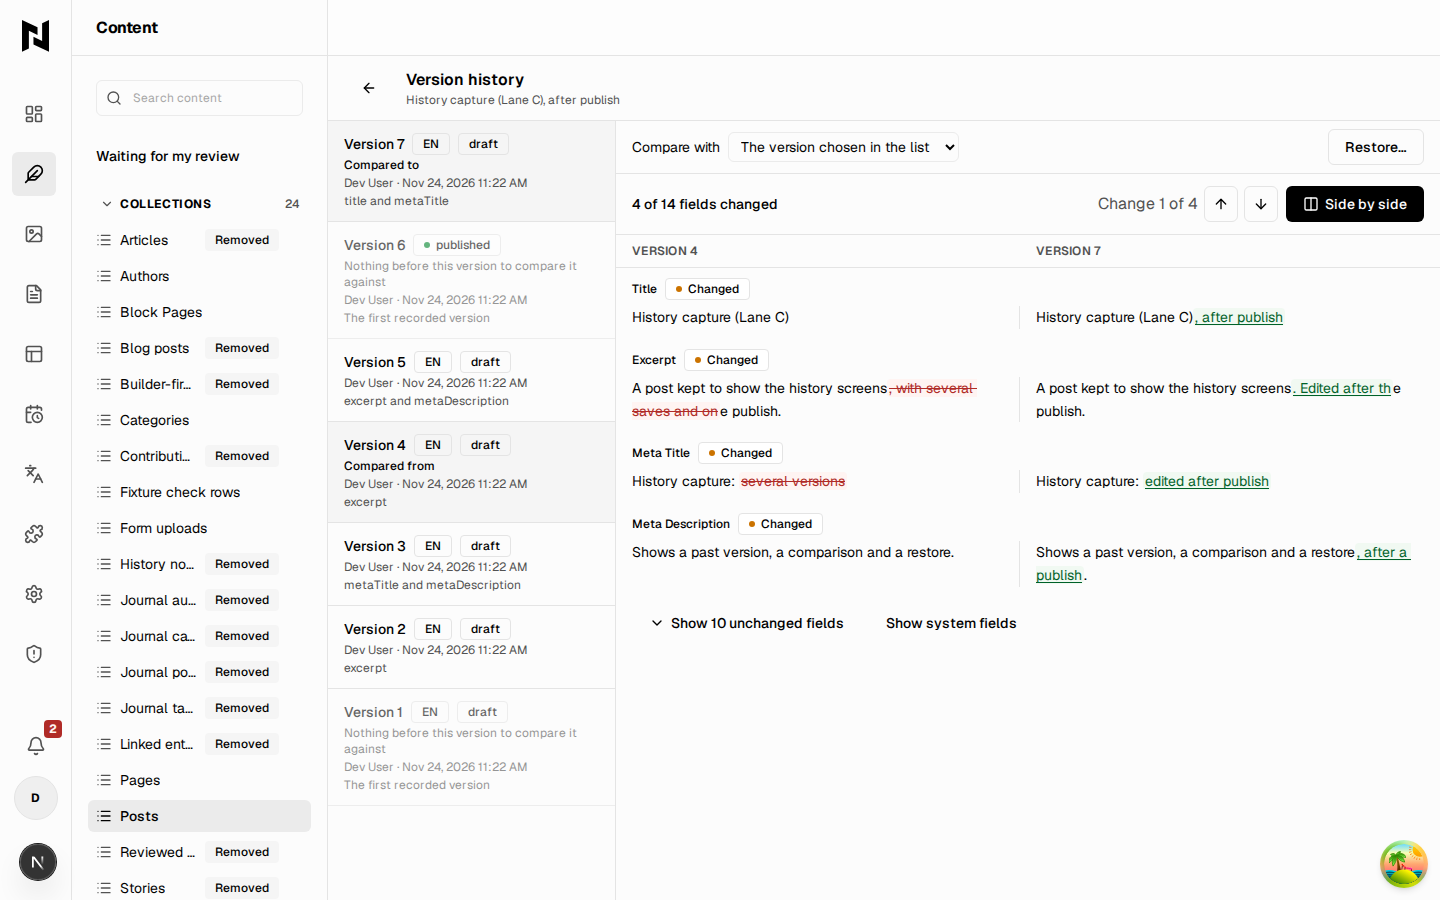 Content
Search content
Waiting for my review
COLLECTIONS 24
Articles Removed
Authors
Block Pages
Blog posts Removed
Builder-fir... Removed
Categories
Contributi... Removed
Fixture check rows
Form uploads
History no... Removed
Journal au... Removed
Journal ca... Removed
Journal po... Removed
Journal ta... Removed
Linked ent... Removed
Pages
Posts
Reviewed ... Removed
Stories Removed
2
D
N
Version history
History capture (Lane C), after publish
Version 7 EN draft
Compared to
Dev User · Nov 24, 2026 11:22 AM
title and metaTitle
Version 6 published
Nothing before this version to compare it
against
Dev User · Nov 24, 2026 11:22 AM
The first recorded version
Version 5 EN draft
Dev User · Nov 24, 2026 11:22 AM
excerpt and metaDescription
Version 4 EN draft
Compared from
Dev User · Nov 24, 2026 11:22 AM
excerpt
Version 3 EN draft
Dev User · Nov 24, 2026 11:22 AM
metaTitle and metaDescription
Version 2 EN draft
Dev User · Nov 24, 2026 11:22 AM
excerpt
Version 1 EN draft
Nothing before this version to compare it
against
Dev User · Nov 24, 2026 11:22 AM
The first recorded version
Compare with The version chosen in the list Restore...
4 of 14 fields changed Change 1 of 4 Side by side
VERSION 4 VERSION 7
Title Changed
History capture (Lane C) History capture (Lane C), after publish
Excerpt Changed
A post kept to show the history screens, with several
saves and one publish.
A post kept to show the history screens. Edited after the
publish.
Meta Title Changed
History capture: several versions History capture: edited after publish
Meta Description Changed
Shows a past version, a comparison and a restore.
Shows a past version, a comparison and a restore, after a
publish.
Show 10 unchanged fields Show system fields